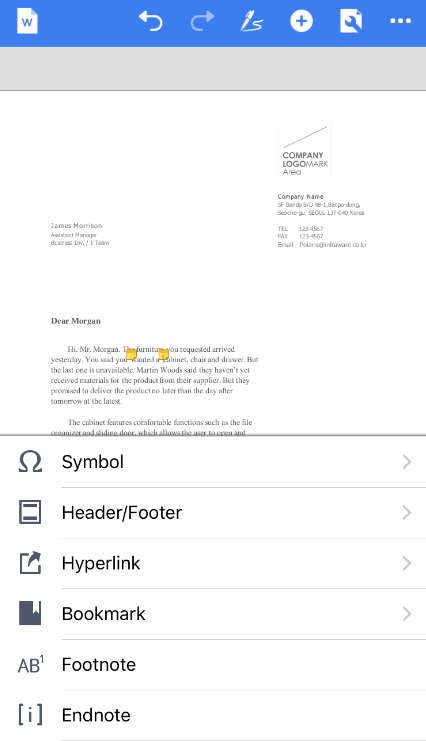 W
COMPANY
LOGOMARK
Area
Company Name
5F Bando B/D 48-1,Banpo-dong,
Seocho-gu, SEOUL 137-040 Korea
James Morrison
Assistant Manager
Business Div. / 1 Team
TEL 123-4567
FAX 123-4567
Email Polaris@infraware.co.kr
Dear Morgan
Hi. Mr. Morgan. The furniture you requested arrived
yesterday. You said you wanted a cabinet, chair and drawer. But
the last one is unavailable. Martin Woods said they haven't yet
received materials for the product from their supplier. But they
promised to deliver the product no later than the day after
tomorrow at the latest.
The cabinet features comfortable functions such as the file
organizer and sliding door, which allows the user to open and
Ω Symbol
Header/Footer
Hyperlink
Bookmark
AB1 Footnote
[i] Endnote